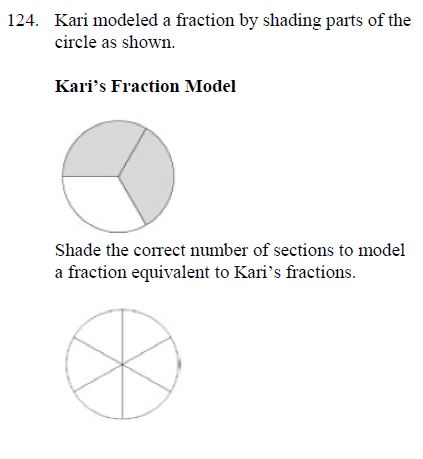 124. Kari modeled a fraction by shading parts of the
circle as shown.
Kari's Fraction Model
Shade the correct number of sections to model
a fraction equivalent to Kari's fractions.